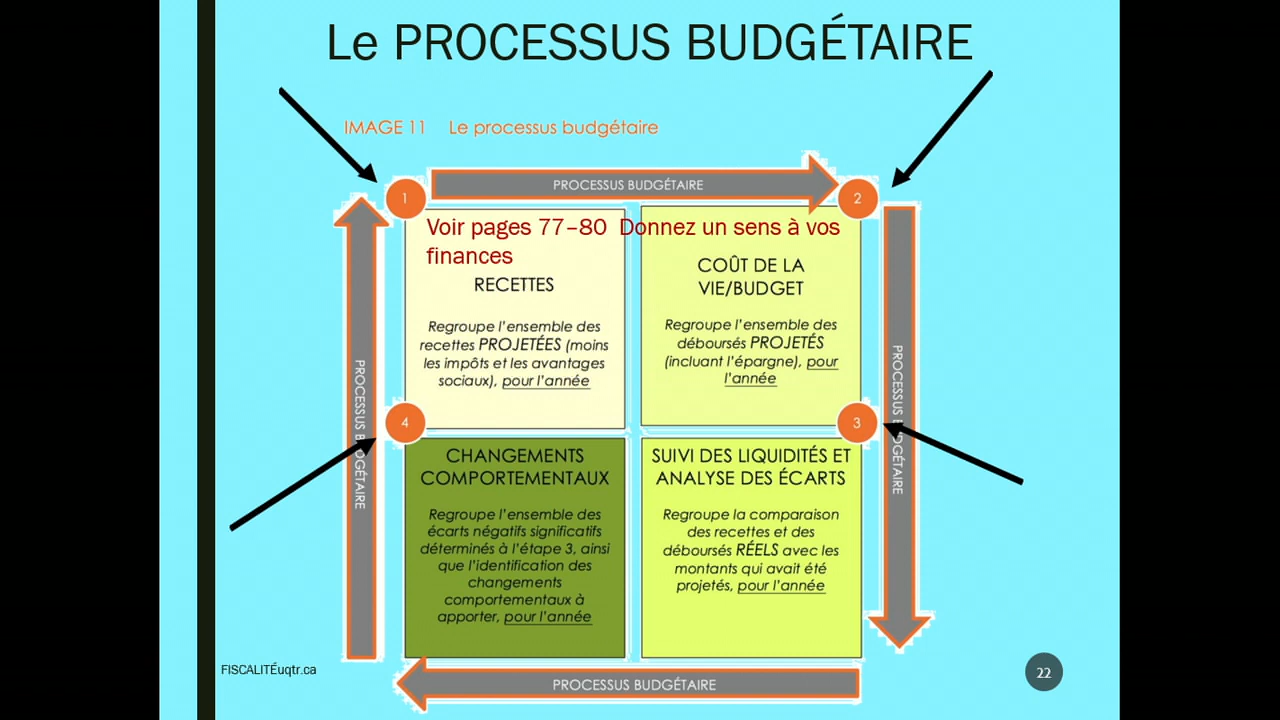 Le PROCESSUS BUDGÉTAIRE
IMAGE 11 Le processus budgétaire
1
PROCESSUS BUDGÉTAIRE
2
Voir pages 77–80 Donnez un sens à vos
finances
RECETTES
Regroupe l'ensemble des
recettes PROJETÉES (moins
les impôts et les avantages
sociaux), pour l'année
COÛT DE LA
VIE/BUDGET
Regroupe l'ensemble des
déboursés PROJETÉS
(incluant l'épargne), pour
l'année
PROCESSUS BUDGÉTAIRE
PROCESSUS BUDGÉTAIRE
4
3
CHANGEMENTS
COMPORTEMENTAUX
Regroupe l'ensemble des
écarts négatifs significatifs
déterminés à l'étape 3, ainsi
que l'identification des
changements
comportementaux à
apporter, pour l'année
SUIVI DES LIQUIDITÉS ET
ANALYSE DES ÉCARTS
Regroupe la comparaison
des recettes et des
déboursés RÉELS avec les
montants qui avait été
projetés, pour l'année
PROCESSUS BUDGÉTAIRE
FISCALITÉuqtr.ca
22